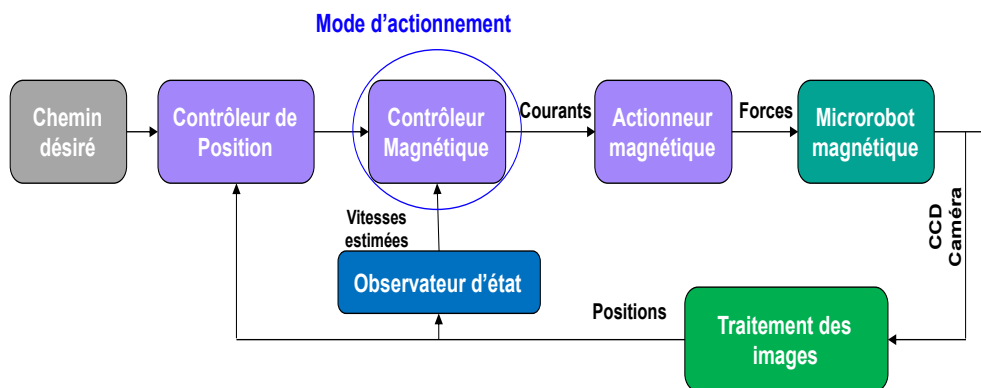 Mode d'actionnement
Chemin
désiré
Contrôleur de
Position
Contrôleur
Magnétique
Courants
Actionneur
magnétique
Forces
Microrobot
magnétique
CCD
Caméra
Vitesses
estimées
Observateur d'état
Positions
Traitement des
images